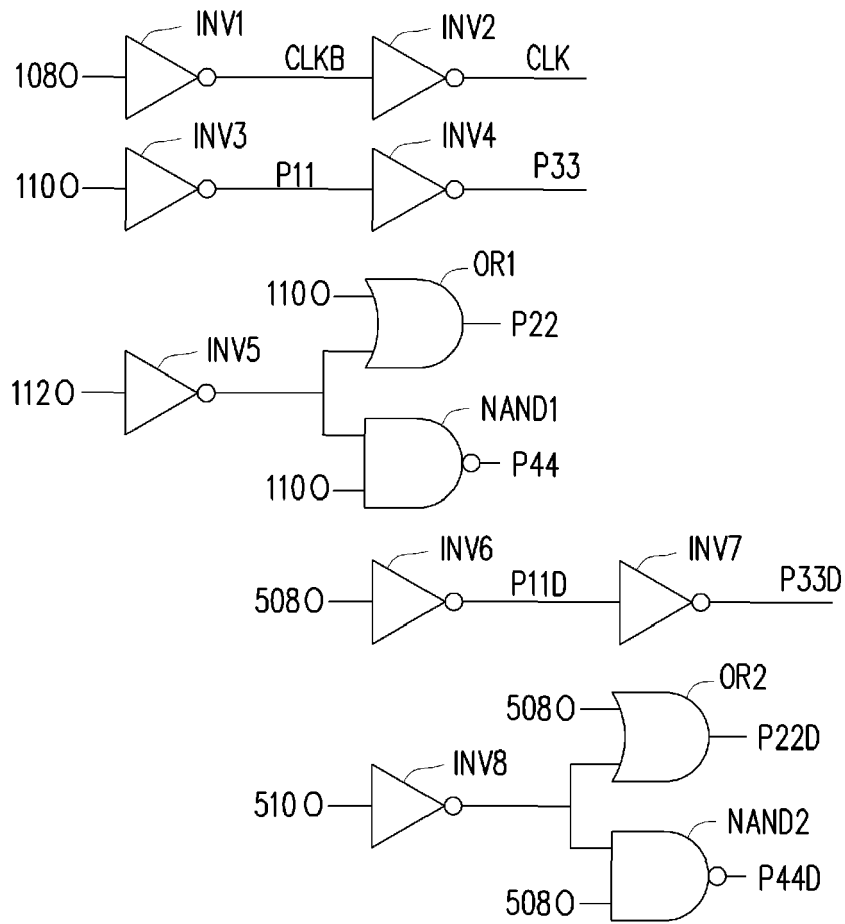 INV1
INV2
108
CLKB
CLK
INV3
INV4
110
P11
P33
OR1
110
P22
INV5
112
NAND1
P44
110
INV6
INV7
508
P11D
P33D
OR2
508
P22D
INV8
510
NAND2
P44D
508